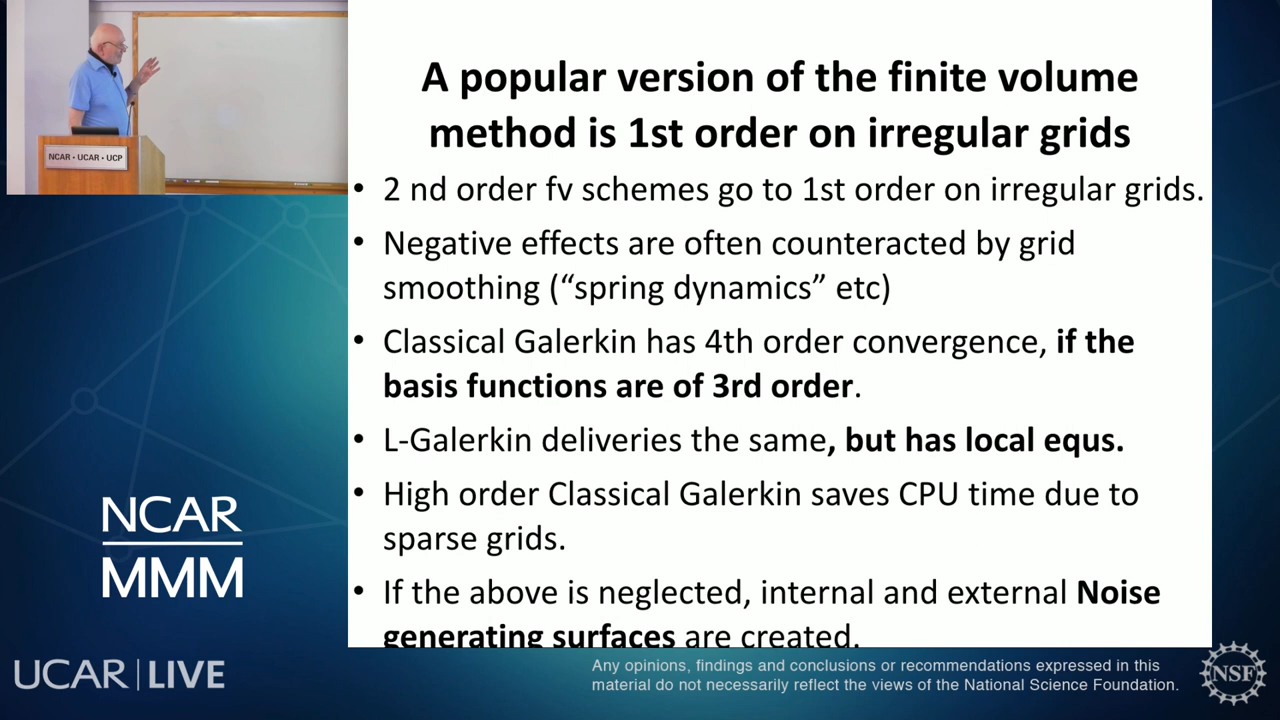 A popular version of the finite volume
method is 1st order on irregular grids
• 2 nd order fv schemes go to 1st order on irregular grids.
• Negative effects are often counteracted by grid
smoothing (“spring dynamics” etc)
• Classical Galerkin has 4th order convergence, if the
basis functions are of 3rd order.
• L-Galerkin deliveries the same, but has local equs.
• High order Classical Galerkin saves CPU time due to
sparse grids.
• If the above is neglected, internal and external Noise
generating surfaces are created.
NCAR • UCAR • UCP
NCAR
MMM
UCAR | LIVE
Any opinions, findings and conclusions or recommendations expressed in this
material do not necessarily reflect the views of the National Science Foundation.
NSF